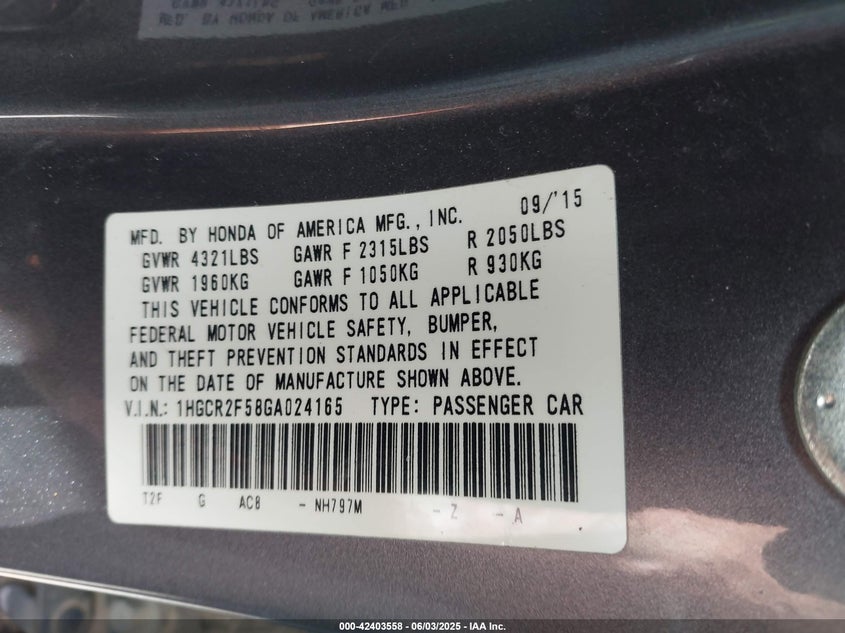 MFD. BY HONDA OF AMERICA MFG., INC. 09/'15
GVWR 4321LBS GAWR F 2315LBS R 2050LBS
GVWR 1960KG GAWR F 1050KG R 930KG
THIS VEHICLE CONFORMS TO ALL APPLICABLE
FEDERAL MOTOR VEHICLE SAFETY, BUMPER,
AND THEFT PREVENTION STANDARDS IN EFFECT
ON THE DATE OF MANUFACTURE SHOWN ABOVE.
V.I.N.: 1HGCR2F58GA024165 TYPE: PASSENGER CAR
T2F G AC8 - NH797M - Z - A
000-42403558 - 06/03/2025 - IAA Inc.